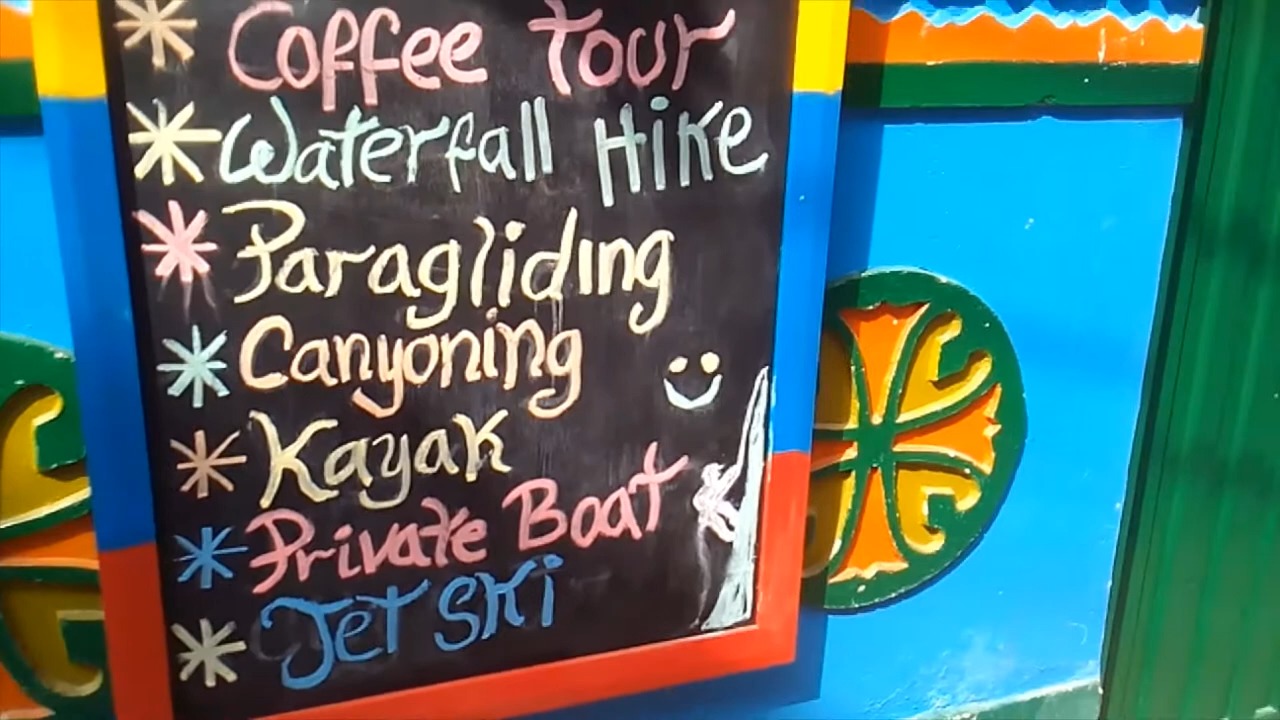 Coffee Tour
Waterfall Hike
Paragliding
Canyoning
Kayak
Private Boat
Jet Ski